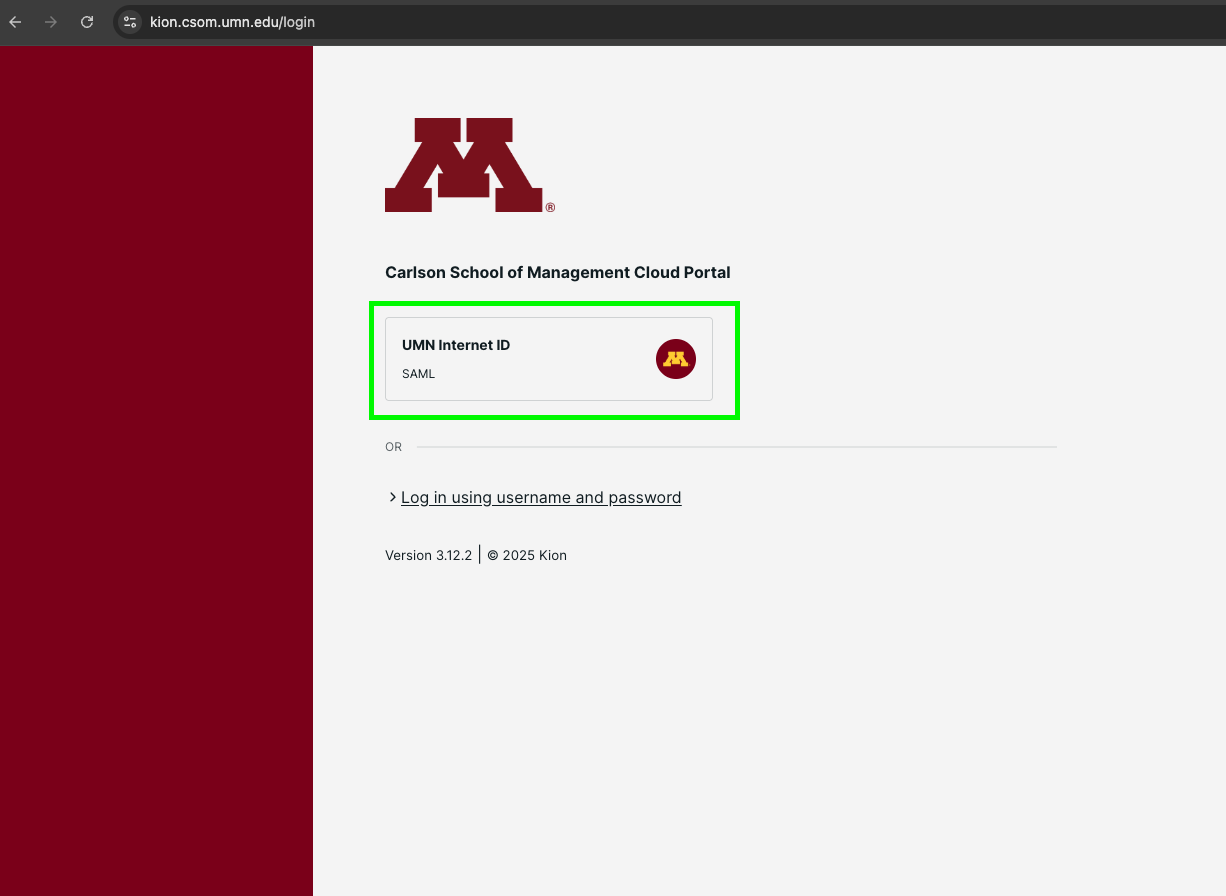 kion.csom.umn.edu/login
®
Carlson School of Management Cloud Portal
UMN Internet ID
SAML
OR
Log in using username and password
Version 3.12.2 | © 2025 Kion